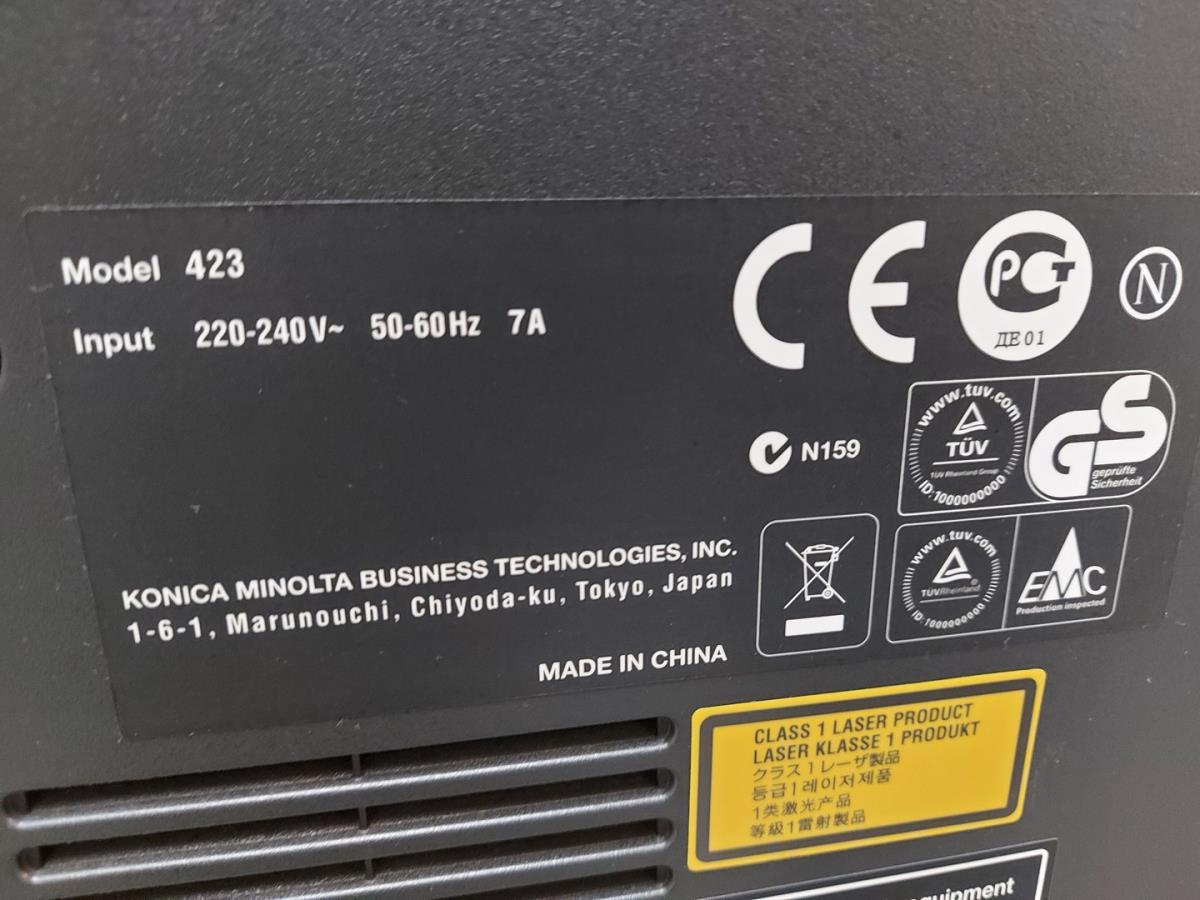 Model 423
Input 220-240V~ 50-60Hz 7A
CE
РСТ
ДЕ 01
N
N159
www.tuv.com
TÜV
TÜV Rheinland Group
ID:1000000000
GS
geprüfte
Sicherheit
www.tuv.com
TÜVRheinland®
ID:1000000000
EMC
Production inspected
KONICA MINOLTA BUSINESS TECHNOLOGIES, INC.
1-6-1, Marunouchi, Chiyoda-ku, Tokyo, Japan
MADE IN CHINA
CLASS 1 LASER PRODUCT
LASER KLASSE 1 PRODUKT
クラス1レーザ製品
등급1레이저제품
1类激光产品
等級1雷射製品